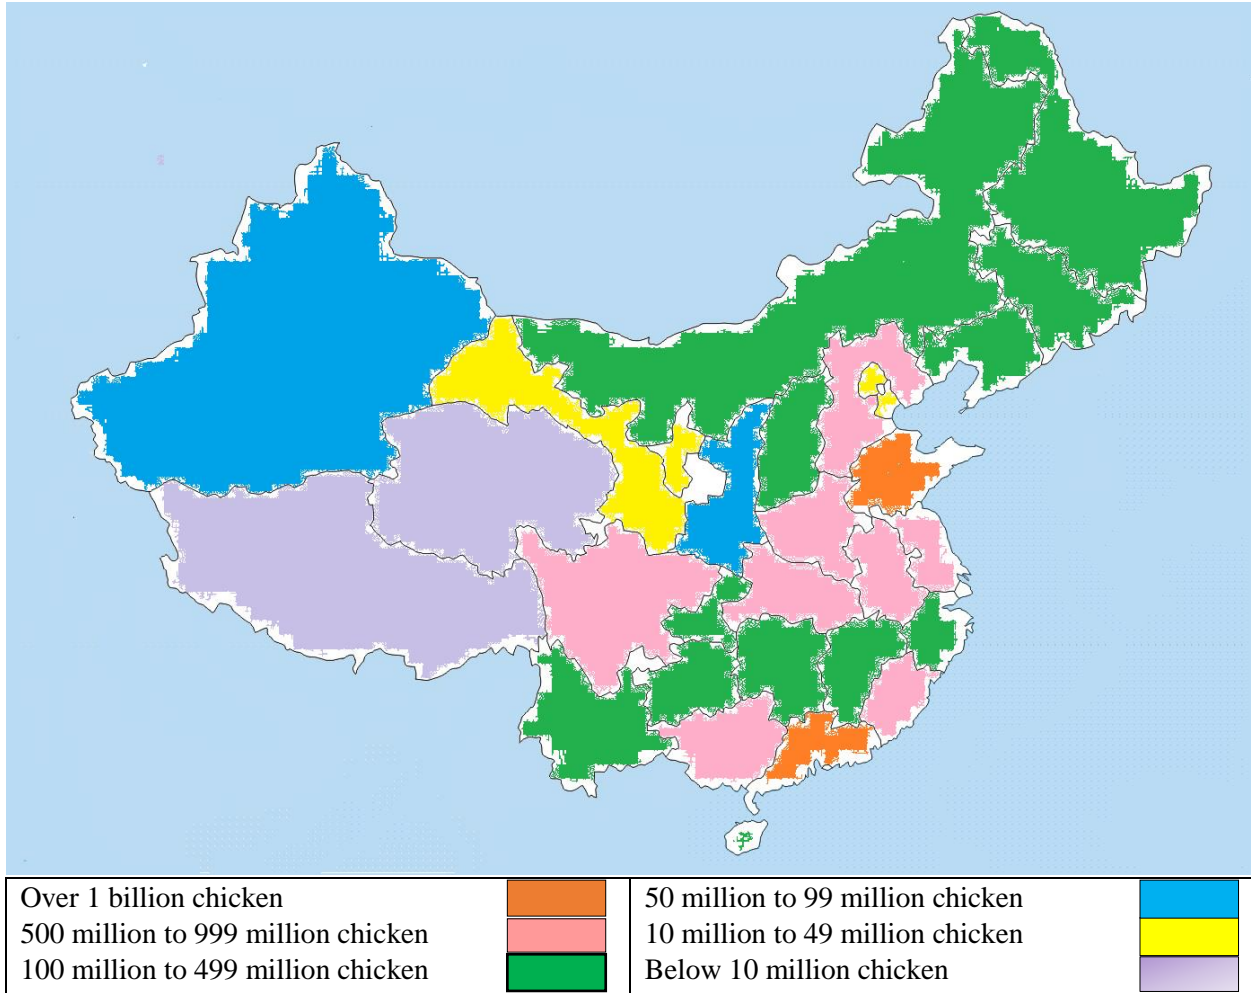 Over 1 billion chicken
500 million to 999 million chicken
100 million to 499 million chicken
50 million to 99 million chicken
10 million to 49 million chicken
Below 10 million chicken